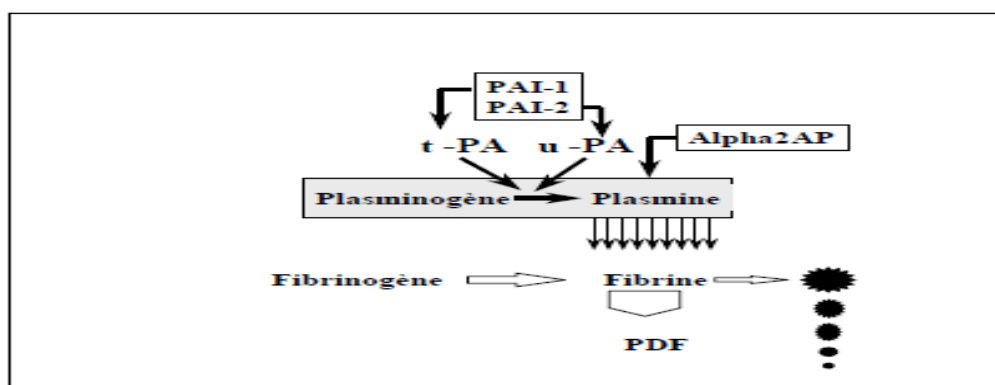 PAI-1
PAI-2
t -PA u -PA Alpha2AP
Plasminogène Plasmine
Fibrinogène Fibrine
PDF